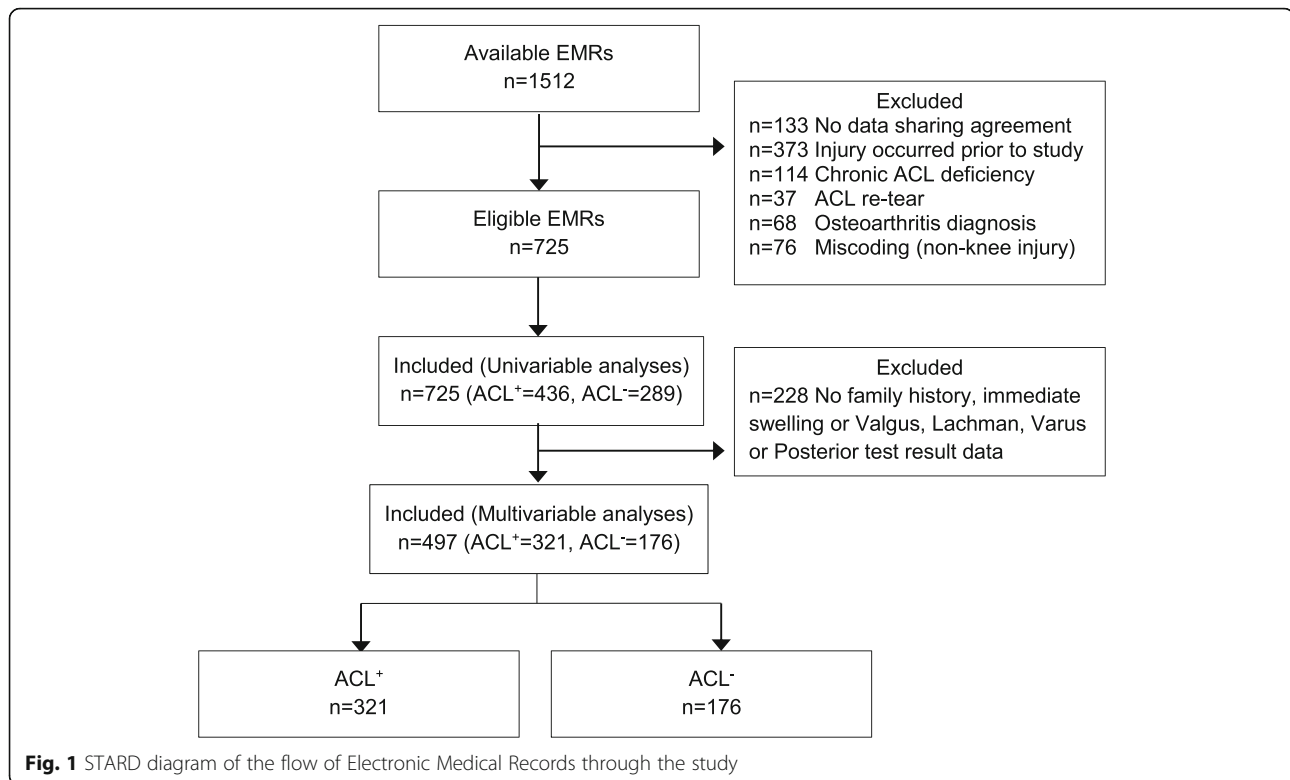 Available EMRs
n=1512
Excluded
n=133 No data sharing agreement
n=373 Injury occurred prior to study
n=114 Chronic ACL deficiency
n=37 ACL re-tear
n=68 Osteoarthritis diagnosis
n=76 Miscoding (non-knee injury)
Eligible EMRs
n=725
Included (Univariable analyses)
n=725 (ACL⁺=436, ACL⁻=289)
Excluded
n=228 No family history, immediate
swelling or Valgus, Lachman, Varus
or Posterior test result data
Included (Multivariable analyses)
n=497 (ACL⁺=321, ACL⁻=176)
ACL⁺
n=321
ACL⁻
n=176
Fig. 1 STARD diagram of the flow of Electronic Medical Records through the study